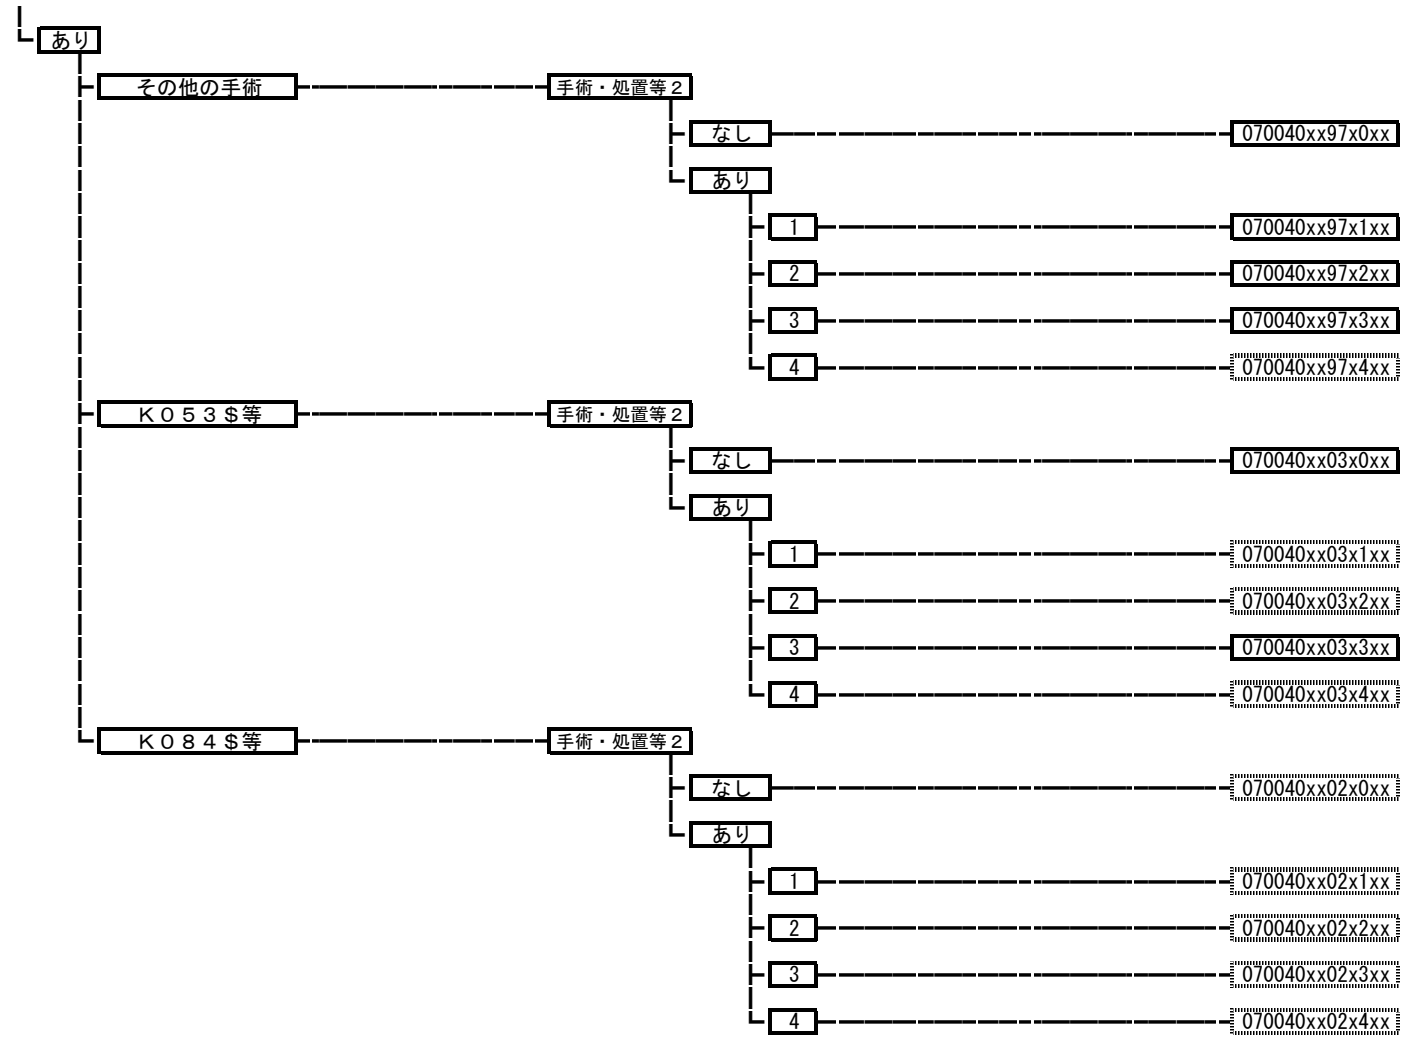 あり
その他の手術 手術・処置等２
なし 070040xx97x0xx
あり
1 070040xx97x1xx
2 070040xx97x2xx
3 070040xx97x3xx
4 070040xx97x4xx
Ｋ０５３＄等 手術・処置等２
なし 070040xx03x0xx
あり
1 070040xx03x1xx
2 070040xx03x2xx
3 070040xx03x3xx
4 070040xx03x4xx
Ｋ０８４＄等 手術・処置等２
なし 070040xx02x0xx
あり
1 070040xx02x1xx
2 070040xx02x2xx
3 070040xx02x3xx
4 070040xx02x4xx